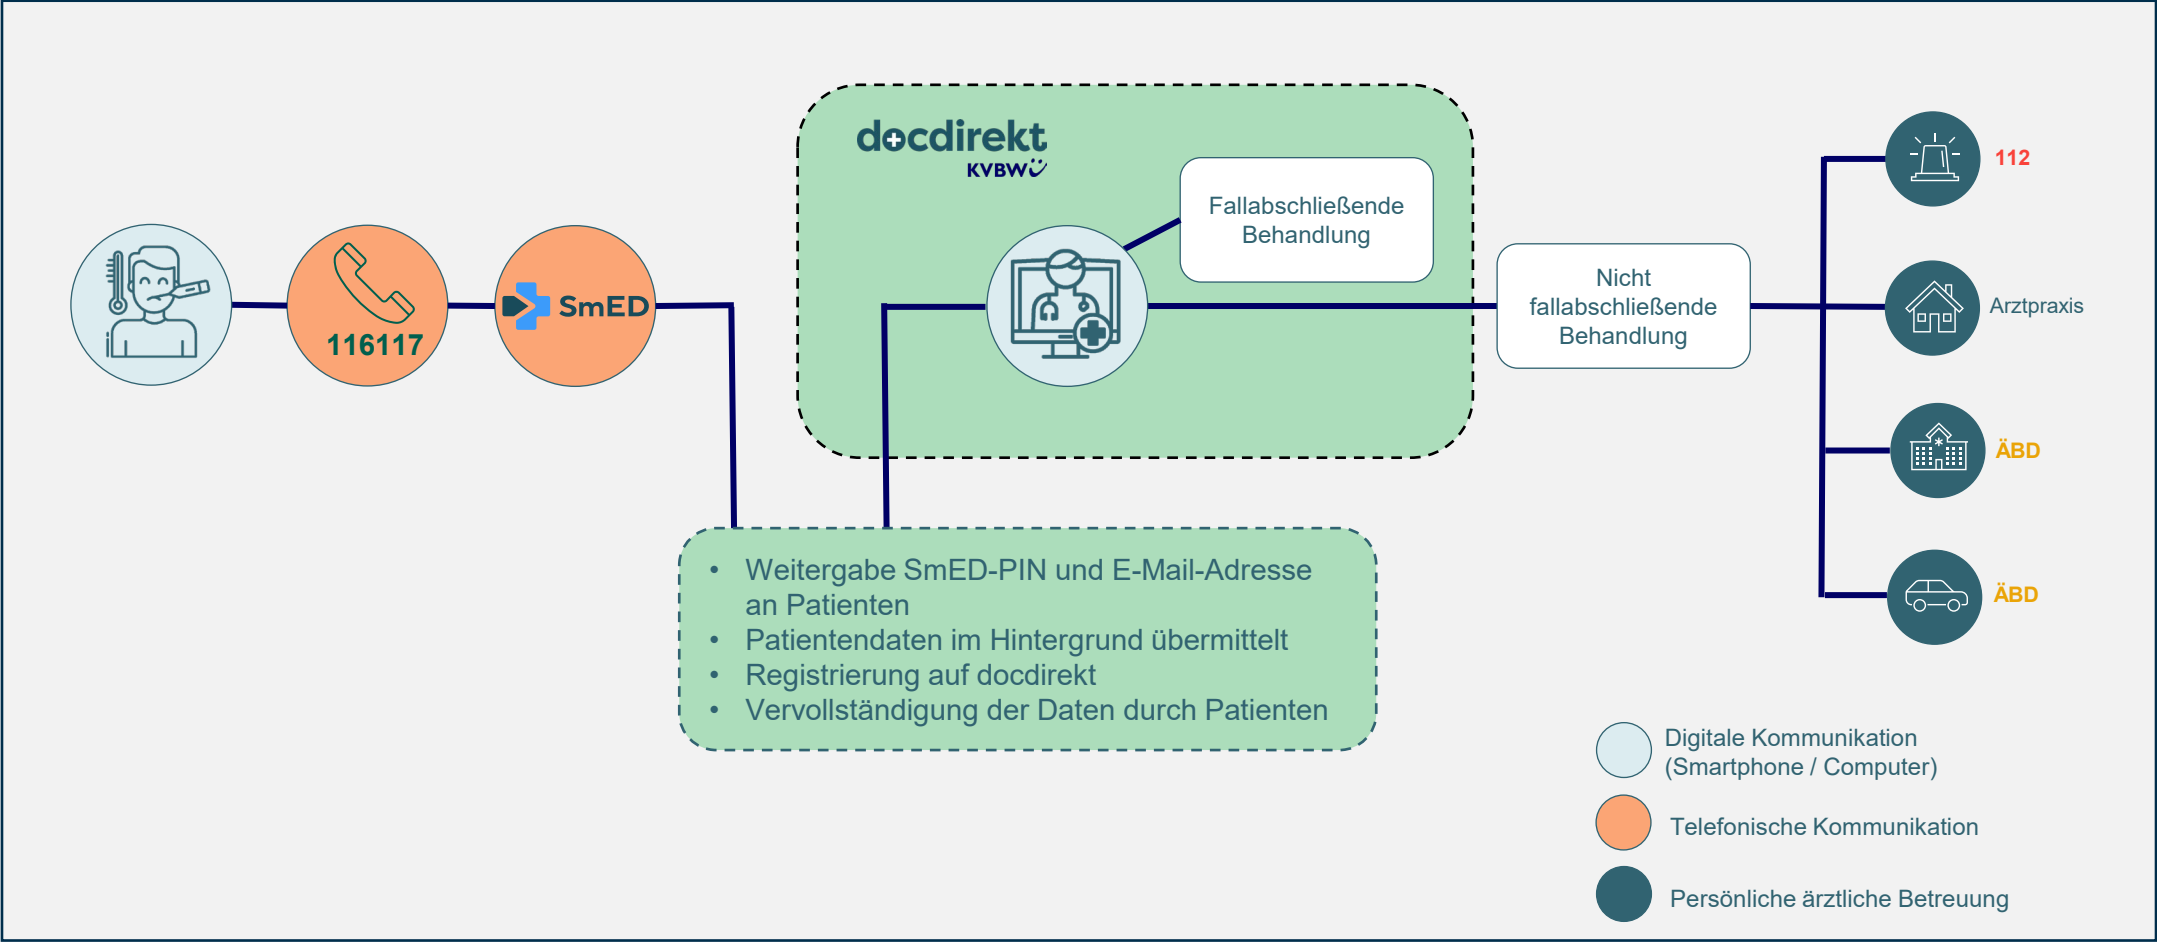 docdirekt
KVBW
116117
SmED
Fallabschließende
Behandlung
Nicht
fallabschließende
Behandlung
112
Arztpraxis
ÄBD
ÄBD
• Weitergabe SmED-PIN und E-Mail-Adresse
an Patienten
• Patientendaten im Hintergrund übermittelt
• Registrierung auf docdirekt
• Vervollständigung der Daten durch Patienten
Digitale Kommunikation
(Smartphone / Computer)
Telefonische Kommunikation
Persönliche ärztliche Betreuung